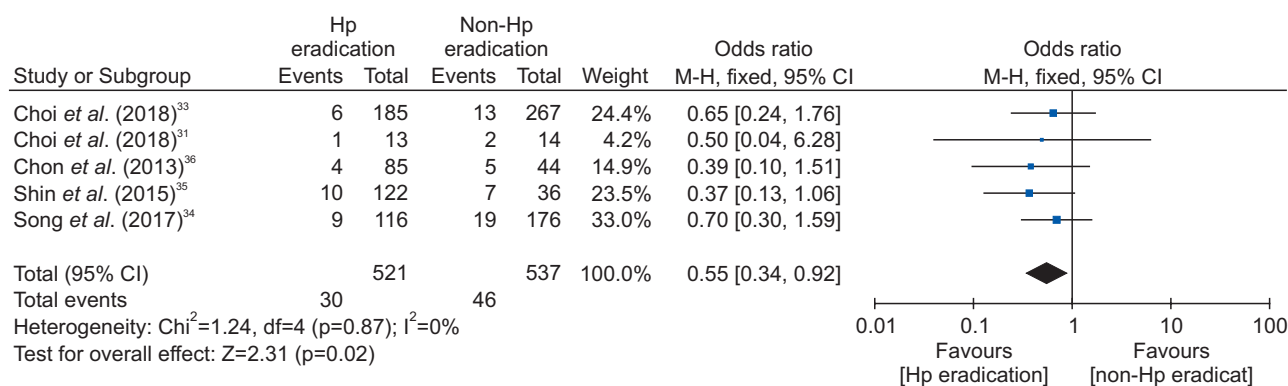 Hp Non-Hp
eradication eradication Odds ratio Odds ratio
Study or Subgroup Events Total Events Total Weight M-H, fixed, 95% CI M-H, fixed, 95% CI
Choi et al. (2018)³³ 6 185 13 267 24.4% 0.65 [0.24, 1.76]
Choi et al. (2018)³¹ 1 13 2 14 4.2% 0.50 [0.04, 6.28]
Chon et al. (2013)³⁶ 4 85 5 44 14.9% 0.39 [0.10, 1.51]
Shin et al. (2015)³⁵ 10 122 7 36 23.5% 0.37 [0.13, 1.06]
Song et al. (2017)³⁴ 9 116 19 176 33.0% 0.70 [0.30, 1.59]
Total (95% CI) 521 537 100.0% 0.55 [0.34, 0.92]
Total events 30 46
Heterogeneity: Chi²=1.24, df=4 (p=0.87); I²=0%
Test for overall effect: Z=2.31 (p=0.02)
0.01 0.1 1 10 100
Favours Favours
[Hp eradication] [non-Hp eradicat]